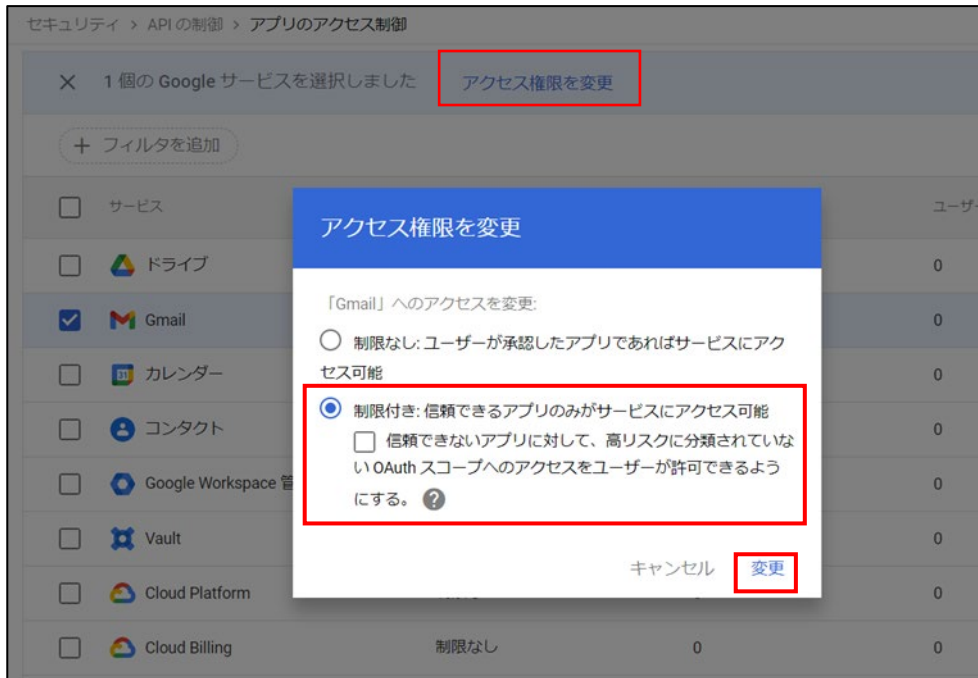 セキュリティ > API の制御 > アプリのアクセス制御
1 個の Google サービスを選択しました アクセス権限を変更
フィルタを追加
サービス
アクセス権限を変更
ユーザー
ドライブ 0
「Gmail」へのアクセスを変更:
Gmail 0
制限なし: ユーザーが承認したアプリであればサービスにアク
セス可能
カレンダー 0
制限付き: 信頼できるアプリのみがサービスにアクセス可能
コンタクト 0
信頼できないアプリに対して、高リスクに分類されていな
い OAuth スコープへのアクセスをユーザーが許可できるよう
にする。
Google Workspace 管 0
Vault 0
キャンセル 変更
Cloud Platform 0
Cloud Billing 制限なし 0 0